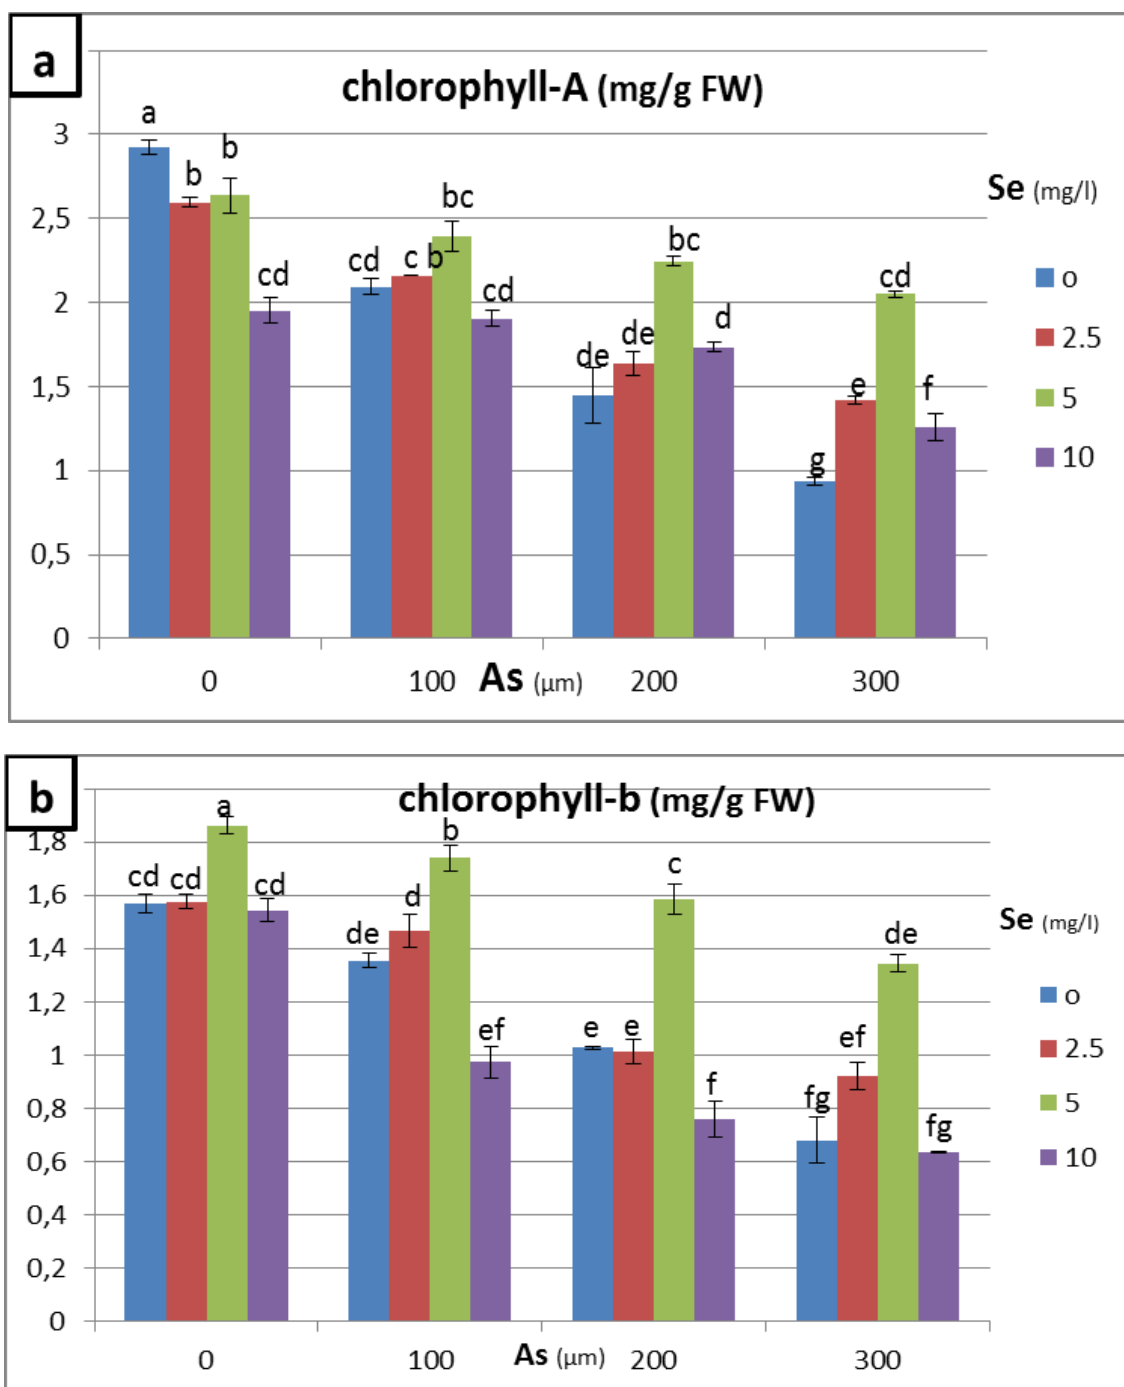 a
chlorophyll-A (mg/g FW)
a
3
b
b
bc
Se (mg/l)
2,5
bc
cd
cd
c b
cd
cd
o
2
d
de
de
2.5
1,5
e
f
5
1
g
10
0,5
0
0
100
As (µm)
200
300
b
chlorophyll-b (mg/g FW)
a
1,8
b
c
cd
cd
cd
1,6
d
Se (mg/l)
de
de
1,4
o
1,2
ef
e
e
ef
2.5
1
f
fg
fg
5
0,8
10
0,6
0,4
0,2
0
0
100
As (µm)
200
300